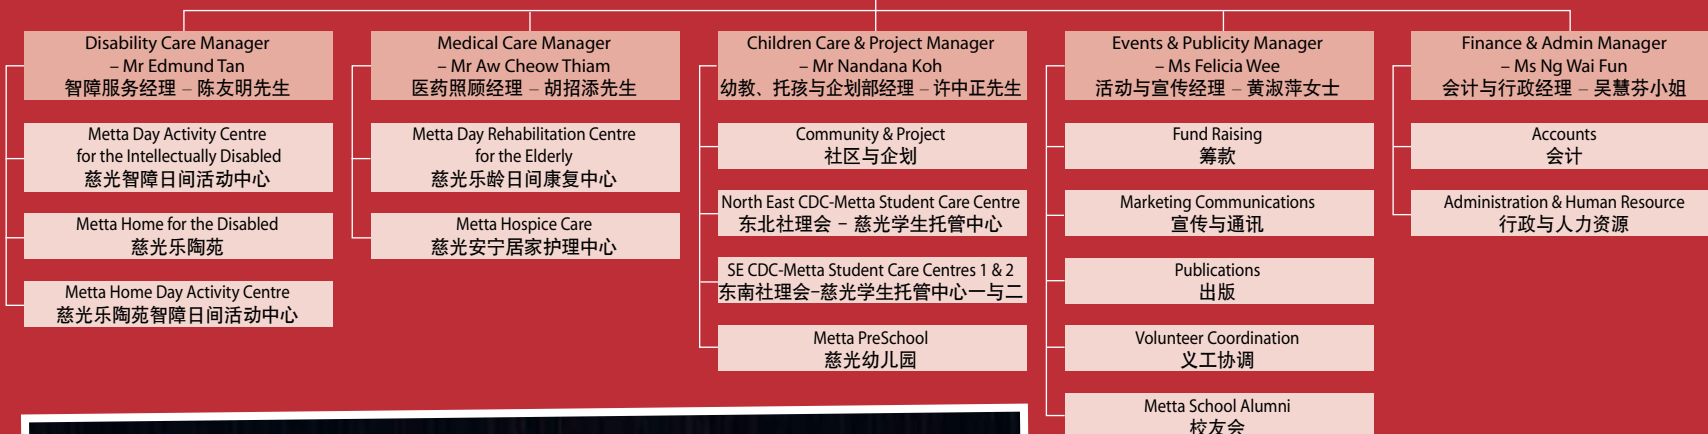 Disability Care Manager
– Mr Edmund Tan
智障服务经理 – 陈友明先生
Metta Day Activity Centre
for the Intellectually Disabled
慈光智障日间活动中心
Metta Home for the Disabled
慈光乐陶苑
Metta Home Day Activity Centre
慈光乐陶苑智障日间活动中心
Medical Care Manager
– Mr Aw Cheow Thiam
医药照顾经理 – 胡招添先生
Metta Day Rehabilitation Centre
for the Elderly
慈光乐龄日间康复中心
Metta Hospice Care
慈光安宁居家护理中心
Children Care & Project Manager
– Mr Nandana Koh
幼教、托孩与企划部经理 – 许中正先生
Community & Project
社区与企划
North East CDC-Metta Student Care Centre
东北社理会 – 慈光学生托管中心
SE CDC-Metta Student Care Centres 1 & 2
东南社理会–慈光学生托管中心一与二
Metta PreSchool
慈光幼儿园
Events & Publicity Manager
– Ms Felicia Wee
活动与宣传经理 – 黄淑萍女士
Fund Raising
筹款
Marketing Communications
宣传与通讯
Publications
出版
Volunteer Coordination
义工协调
Metta School Alumni
校友会
Finance & Admin Manager
– Ms Ng Wai Fun
会计与行政经理 – 吴慧芬小姐
Accounts
会计
Administration & Human Resource
行政与人力资源